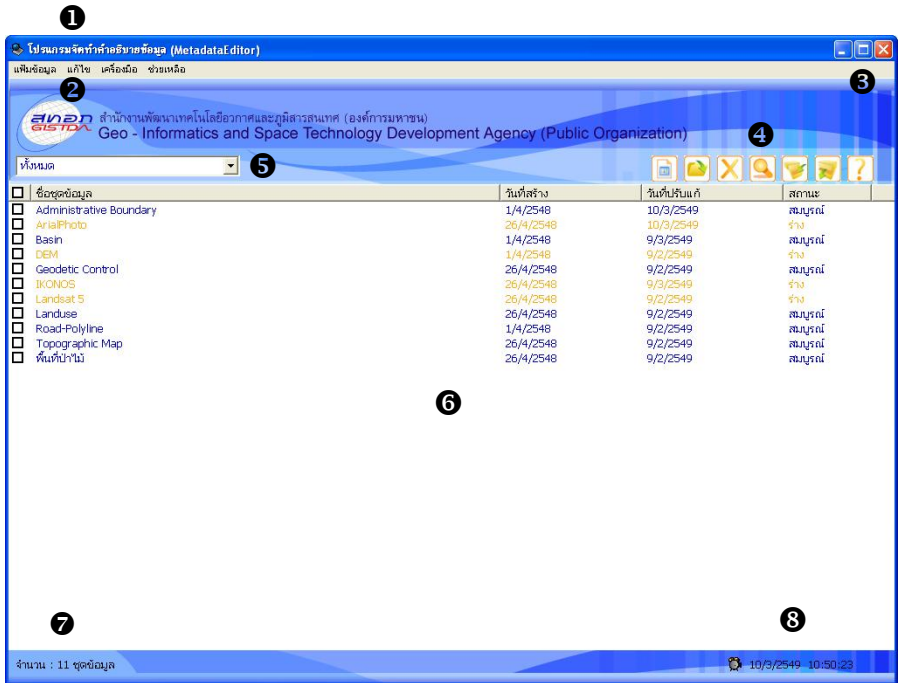 ❶
โปรแกรมจัดทำคำอธิบายข้อมูล (MetadataEditor)
แฟ้มข้อมูล แก้ไข เครื่องมือ ช่วยเหลือ
❷ ❸
สทอภ สำนักงานพัฒนาเทคโนโลยีอวกาศและภูมิสารสนเทศ (องค์การมหาชน)
GISTDA Geo - Informatics and Space Technology Development Agency (Public Organization)
❹
ทั้งหมด ❺
ชื่อชุดข้อมูล วันที่สร้าง วันที่ปรับแก้ สถานะ
Administrative Boundary 1/4/2548 10/3/2549 สมบูรณ์
ArialPhoto 26/4/2548 10/3/2549 ร่าง
Basin 1/4/2548 9/3/2549 สมบูรณ์
DEM 1/4/2548 9/2/2549 ร่าง
Geodetic Control 26/4/2548 9/2/2549 สมบูรณ์
IKONOS 26/4/2548 9/3/2549 ร่าง
Landsat 5 26/4/2548 9/2/2549 ร่าง
Landuse 26/4/2548 9/2/2549 สมบูรณ์
Road-Polyline 1/4/2548 9/2/2549 สมบูรณ์
Topographic Map 26/4/2548 9/2/2549 สมบูรณ์
พื้นที่ป่าไม้ 26/4/2548 9/2/2549 สมบูรณ์
❻
❼ ❽
จำนวน : 11 ชุดข้อมูล 10/3/2549 10:50:23